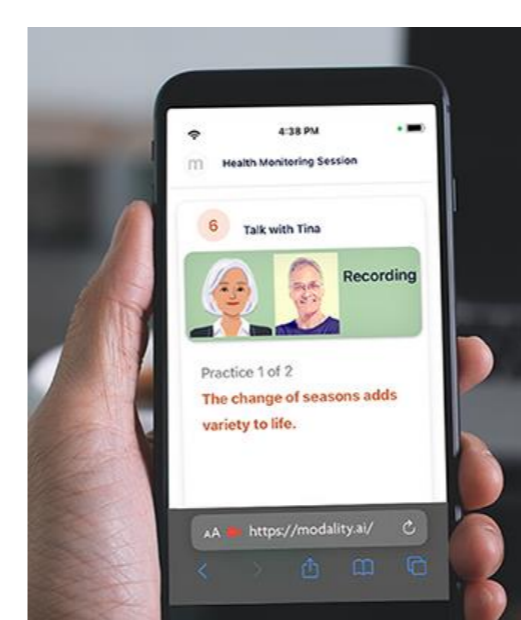 4:38 PM
m Health Monitoring Session
6 Talk with Tina
Recording
Practice 1 of 2
The change of seasons adds
variety to life.
AA https://modality.ai/